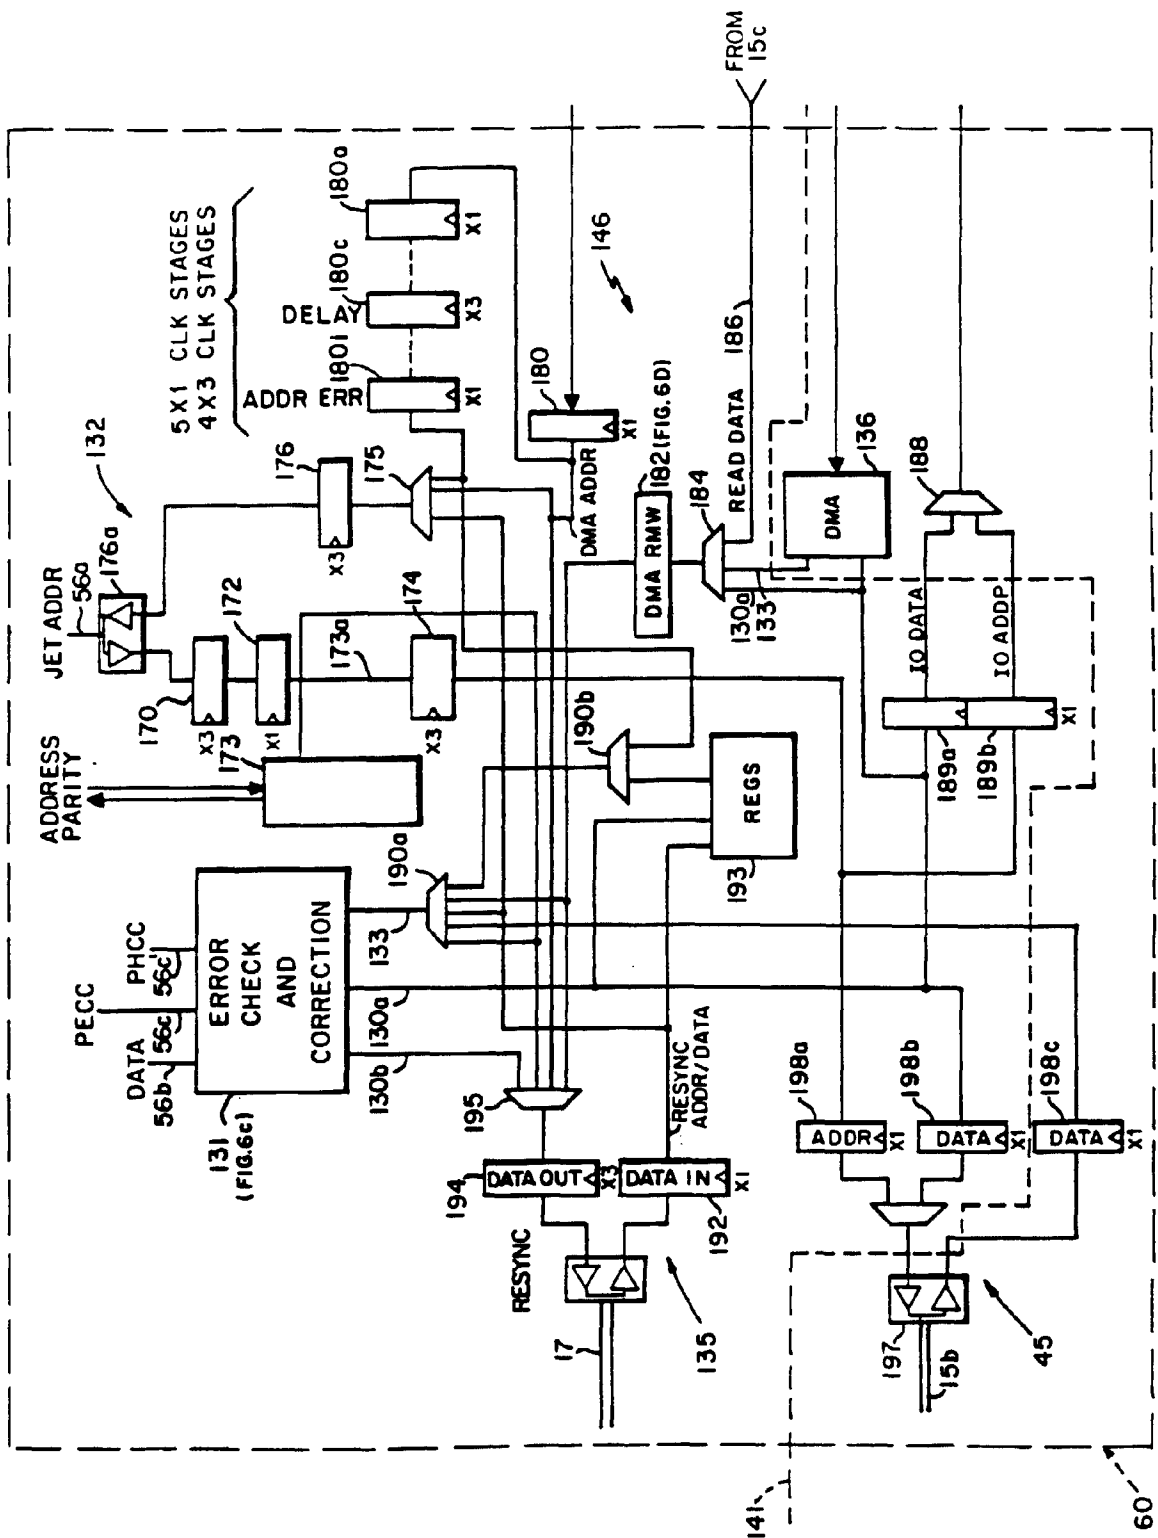 JET ADDR
56a
176a
132
5X1 CLK STAGES
4X3 CLK STAGES
ADDRESS
PARITY
170
X3
172
X1
173
173a
174
X3
176
X3
175
ADDR ERR
180l
X1
DELAY
180c
X3
180a
X1
PECC
PHCC
DATA
56b
56c
56c'
ERROR
CHECK
AND
CORRECTION
131
(FIG.6c)
130b
130a
133
190a
190b
REGS
193
DMA ADDR
180
X1
146
DMA RMW
182(FIG.6D)
184
130a
133
READ DATA
186
FROM
15c
DMA
136
RESYNC
194
DATA OUT
X3
195
DATA IN
X1
192
RESYNC
ADDR/DATA
17
135
IO DATA
IO ADDP
188
189a
189b
X1
198a
ADDR
X1
198b
DATA
X1
198c
DATA
X1
197
15b
45
141
60